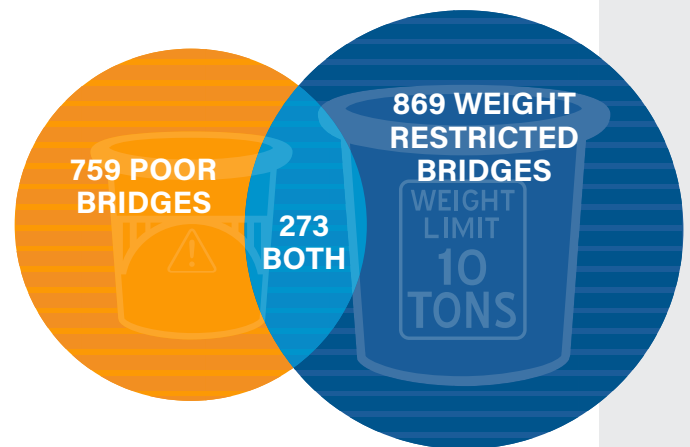 759 POOR
BRIDGES
273
BOTH
869 WEIGHT
RESTRICTED
BRIDGES
WEIGHT
LIMIT
10
TONS